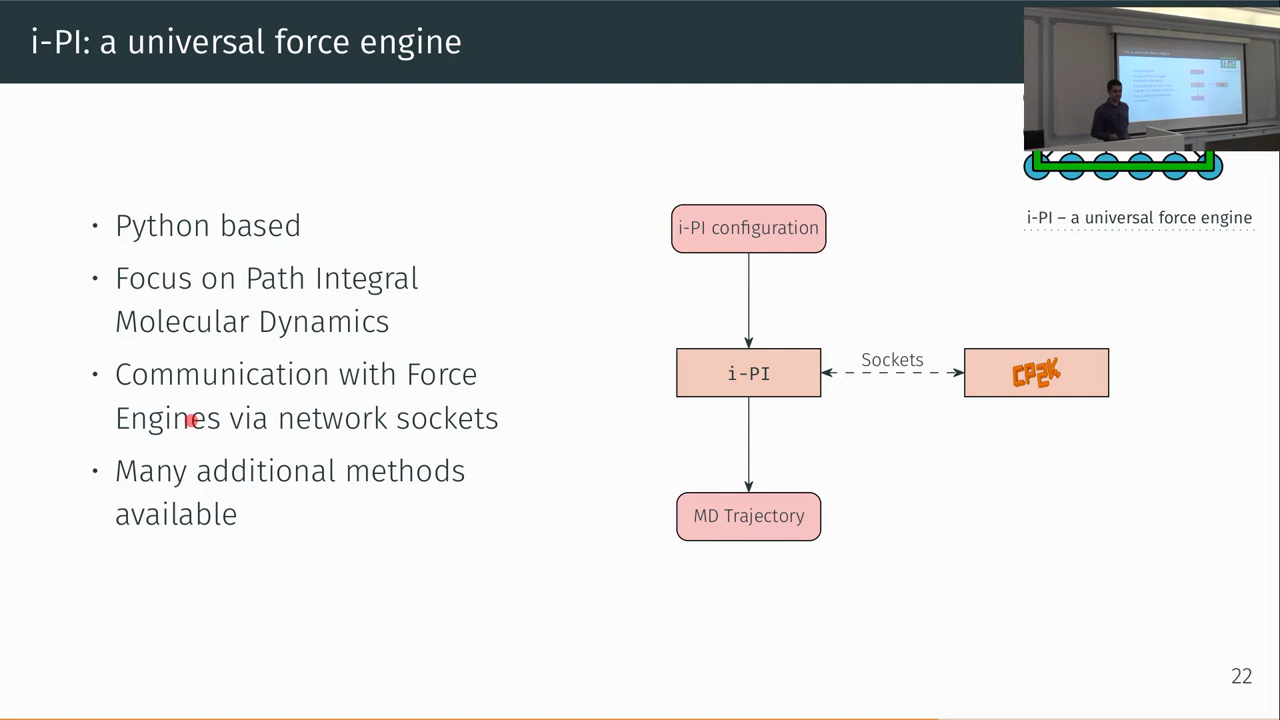 i-PI: a universal force engine
• Python based
• Focus on Path Integral
Molecular Dynamics
• Communication with Force
Engines via network sockets
• Many additional methods
available
i-PI configuration
i-PI
Sockets
CP2K
MD Trajectory
i-PI – a universal force engine
22